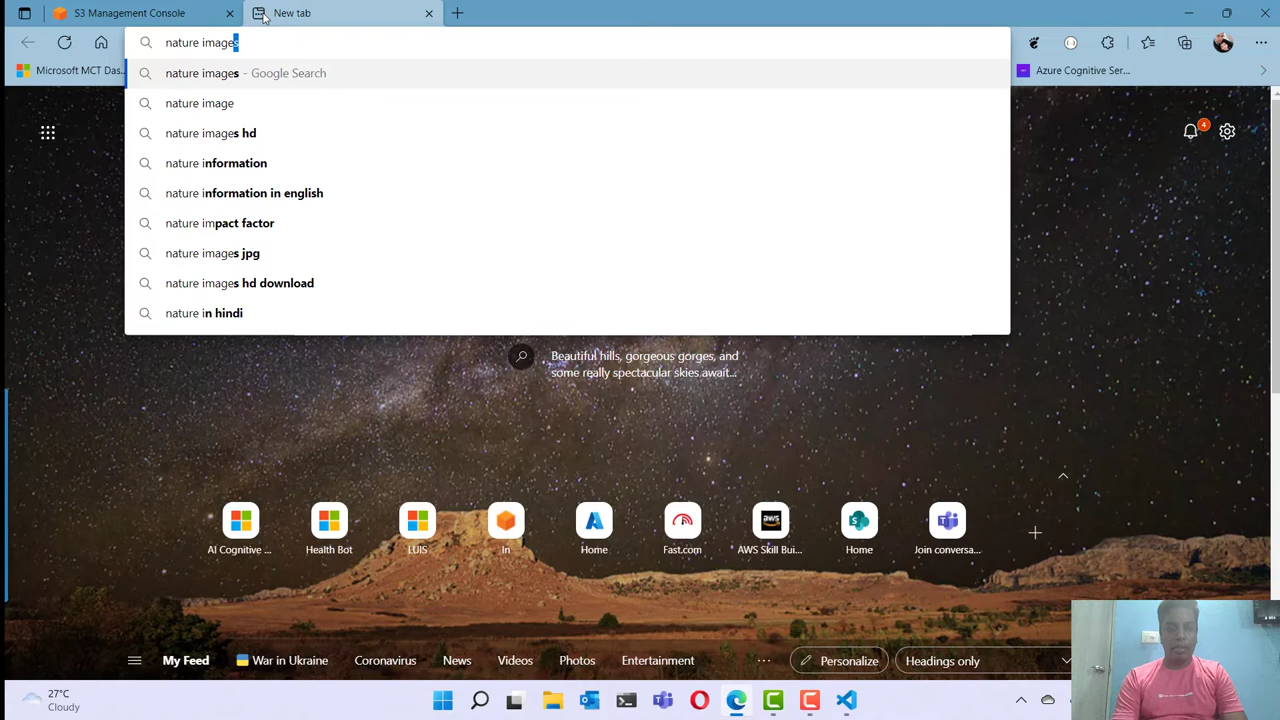 S3 Management Console
New tab
nature images
Microsoft MCT Das...
Azure Cognitive Ser...
nature images - Google Search
nature image
nature images hd
nature information
nature information in english
nature impact factor
nature images jpg
nature images hd download
nature in hindi
4
Beautiful hills, gorgeous gorges, and
some really spectacular skies await...
AI Cognitive ...
Health Bot
LUIS
In
Home
Fast.com
aws
AWS Skill Bui...
Home
Join conversa...
My Feed
War in Ukraine
Coronavirus
News
Videos
Photos
Entertainment
...
Personalize
Headings only
27°C
Cloudy